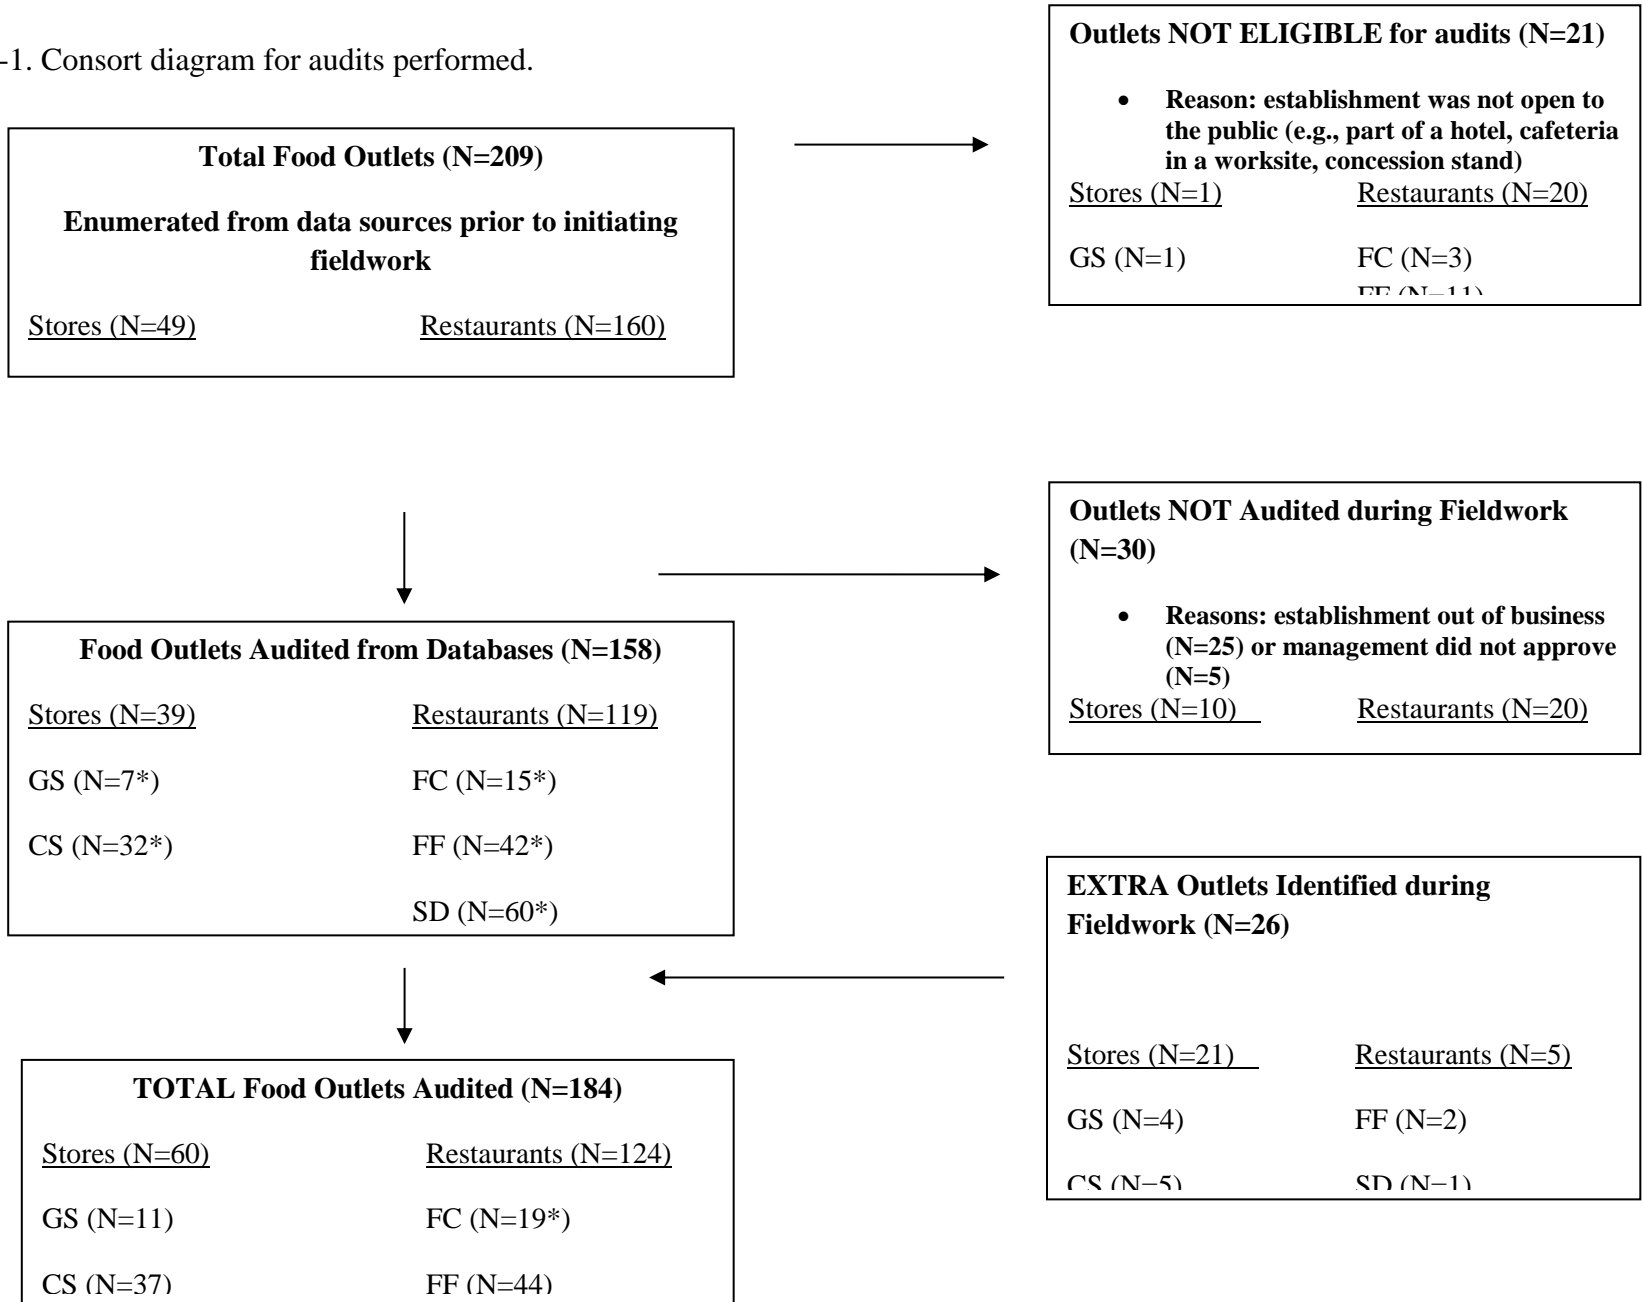 -1. Consort diagram for audits performed.
Total Food Outlets (N=209)
Enumerated from data sources prior to initiating
fieldwork
Stores (N=49) Restaurants (N=160)
Outlets NOT ELIGIBLE for audits (N=21)
• Reason: establishment was not open to
the public (e.g., part of a hotel, cafeteria
in a worksite, concession stand)
Stores (N=1) Restaurants (N=20)
GS (N=1) FC (N=3)
FF (N=11)
Outlets NOT Audited during Fieldwork
(N=30)
• Reasons: establishment out of business
(N=25) or management did not approve
(N=5)
Stores (N=10) Restaurants (N=20)
Food Outlets Audited from Databases (N=158)
Stores (N=39) Restaurants (N=119)
GS (N=7*) FC (N=15*)
CS (N=32*) FF (N=42*)
SD (N=60*)
EXTRA Outlets Identified during
Fieldwork (N=26)
Stores (N=21) Restaurants (N=5)
GS (N=4) FF (N=2)
CS (N=5) SD (N=1)
TOTAL Food Outlets Audited (N=184)
Stores (N=60) Restaurants (N=124)
GS (N=11) FC (N=19*)
CS (N=37) FF (N=44)